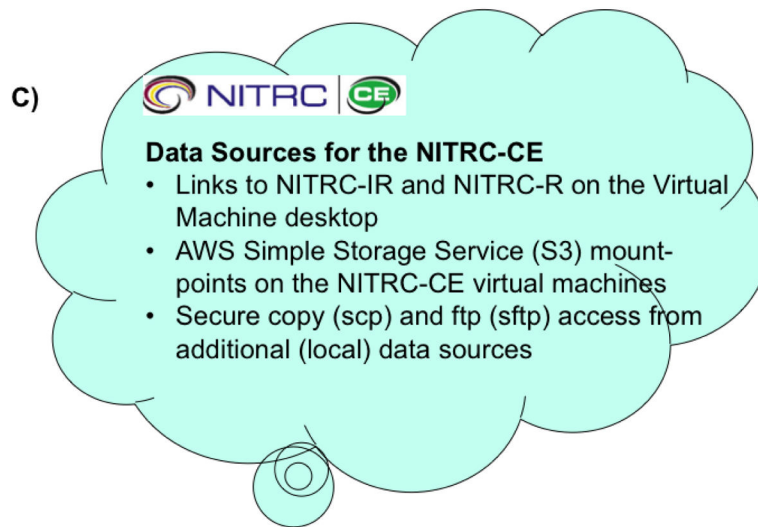 C)
NITRC CE
Data Sources for the NITRC-CE
• Links to NITRC-IR and NITRC-R on the Virtual
Machine desktop
• AWS Simple Storage Service (S3) mount-
points on the NITRC-CE virtual machines
• Secure copy (scp) and ftp (sftp) access from
additional (local) data sources